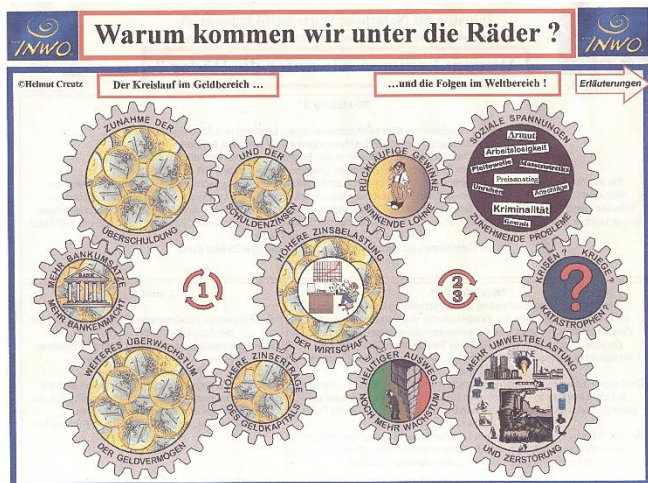 INWO
Warum kommen wir unter die Räder ?
INWO
©Helmut Creutz
Der Kreislauf im Geldbereich ...
...und die Folgen im Weltbereich !
Erläuterungen
ZUNAHME DER
ÜBERSCHULDUNG
UND DER
SCHULDENZINSEN
RÜCKLÄUFIGE GEWINNE
SINKENDE LÖHNE
SOZIALE SPANNUNGEN
Armut
Arbeitslosigkeit
Pleitewelle
Massenstreiks
Preisanstieg
Unruhen
Anschläge
Kriminalität
Gewalt
ZUNEHMENDE PROBLEME
MEHR BANKUMSÄTZE
BANK
MEHR BANKENMACHT
1
HÖHERE ZINSBELASTUNG
DER WIRTSCHAFT
2
3
KRISEN? KRIEGE?
?
KATASTROPHEN?
WEITERES ÜBERWACHSTUM
DER GELDVERMÖGEN
HÖHERE ZINSERTRÄGE
DES GELDKAPITALS
HEUTIGER AUSWEG:
NOCH MEHR WACHSTUM
MEHR UMWELTBELASTUNG
UND ZERSTÖRUNG